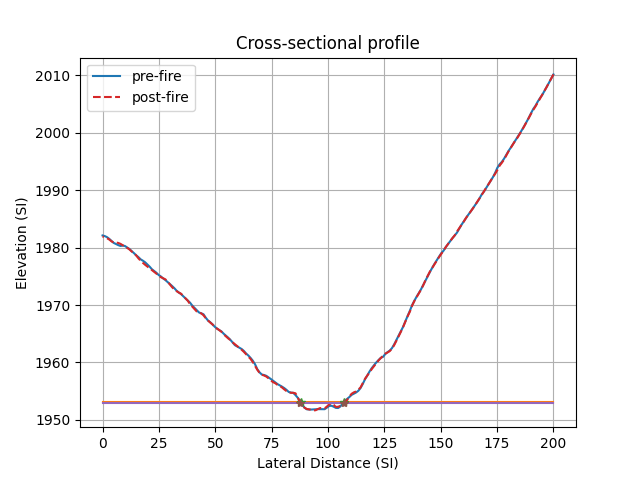 Cross-sectional profile
pre-fire
post-fire
Elevation (SI)
2010
2000
1990
1980
1970
1960
1950
0 25 50 75 100 125 150 175 200
Lateral Distance (SI)